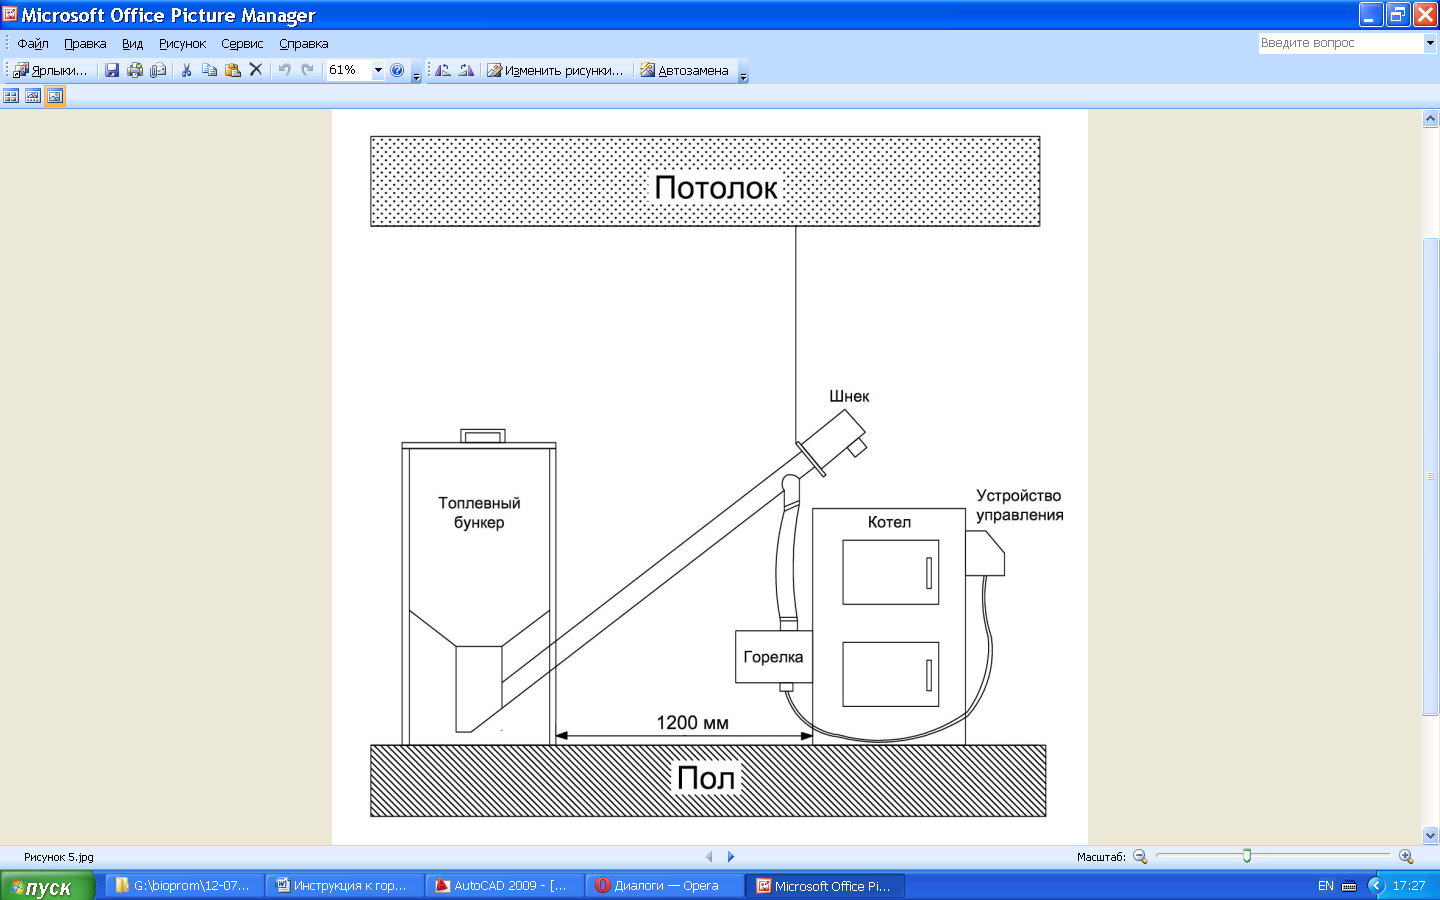 Microsoft Office Picture Manager
Файл Правка Вид Рисунок Сервис Справка
Введите вопрос
Ярлыки... 61% Изменить рисунки... Автозамена
Потолок
Шнек
Топлевный
бункер
Устройство
управления
Котел
Горелка
1200 мм
Пол
Рисунок 5.jpg
Масштаб:
пуск
G:\bioprom\12-07...
Инструкция к гор...
AutoCAD 2009 - [...
Диалоги — Opera
Microsoft Office Pi...
EN
17:27